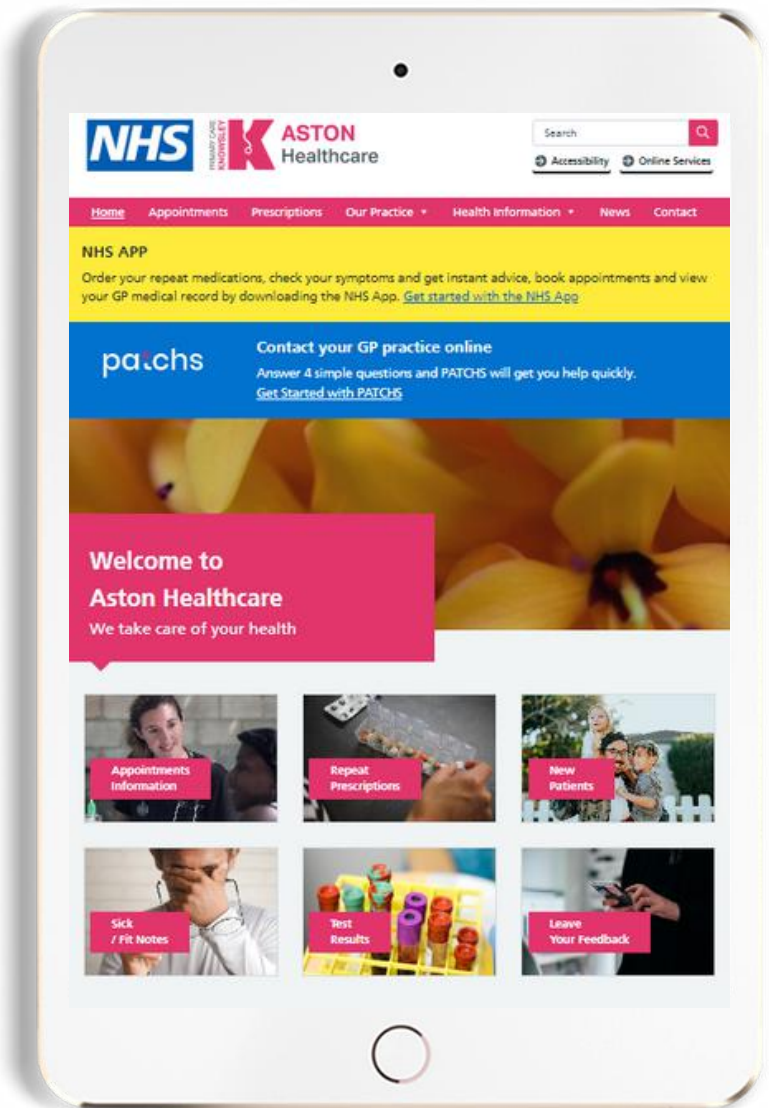 NHS
PRIMARY CARE
KNOWSLEY
K ASTON
Healthcare
Search
Accessibility Online Services
Home Appointments Prescriptions Our Practice Health Information News Contact
NHS APP
Order your repeat medications, check your symptoms and get instant advice, book appointments and view
your GP medical record by downloading the NHS App. Get started with the NHS App
patchs
Contact your GP practice online
Answer 4 simple questions and PATCHS will get you help quickly.
Get Started with PATCHS
Welcome to
Aston Healthcare
We take care of your health
Appointments
Information
Repeat
Prescriptions
New
Patients
Sick
/ Fit Notes
Test
Results
Leave
Your Feedback